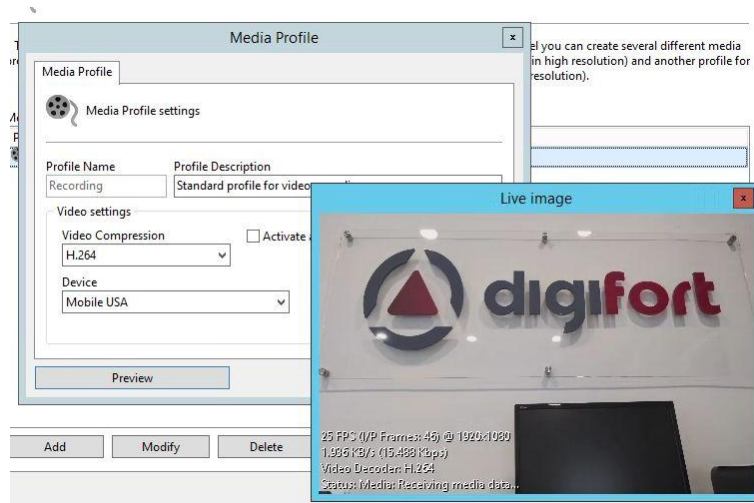 Media Profile
el you can create several different media
in high resolution) and another profile for
resolution).
Media Profile
Media Profile settings
Profile Name
Profile Description
Recording
Standard profile for video
Video settings
Video Compression
Activate
H.264
Device
Mobile USA
Preview
Add
Modify
Delete
Live image
digifort
25 FPS (I/P Frames: 46) @ 1920x1080
1.936 KB/s (15.488 Kbps)
Video Decoder: H.264
Status: Media: Receiving media data...